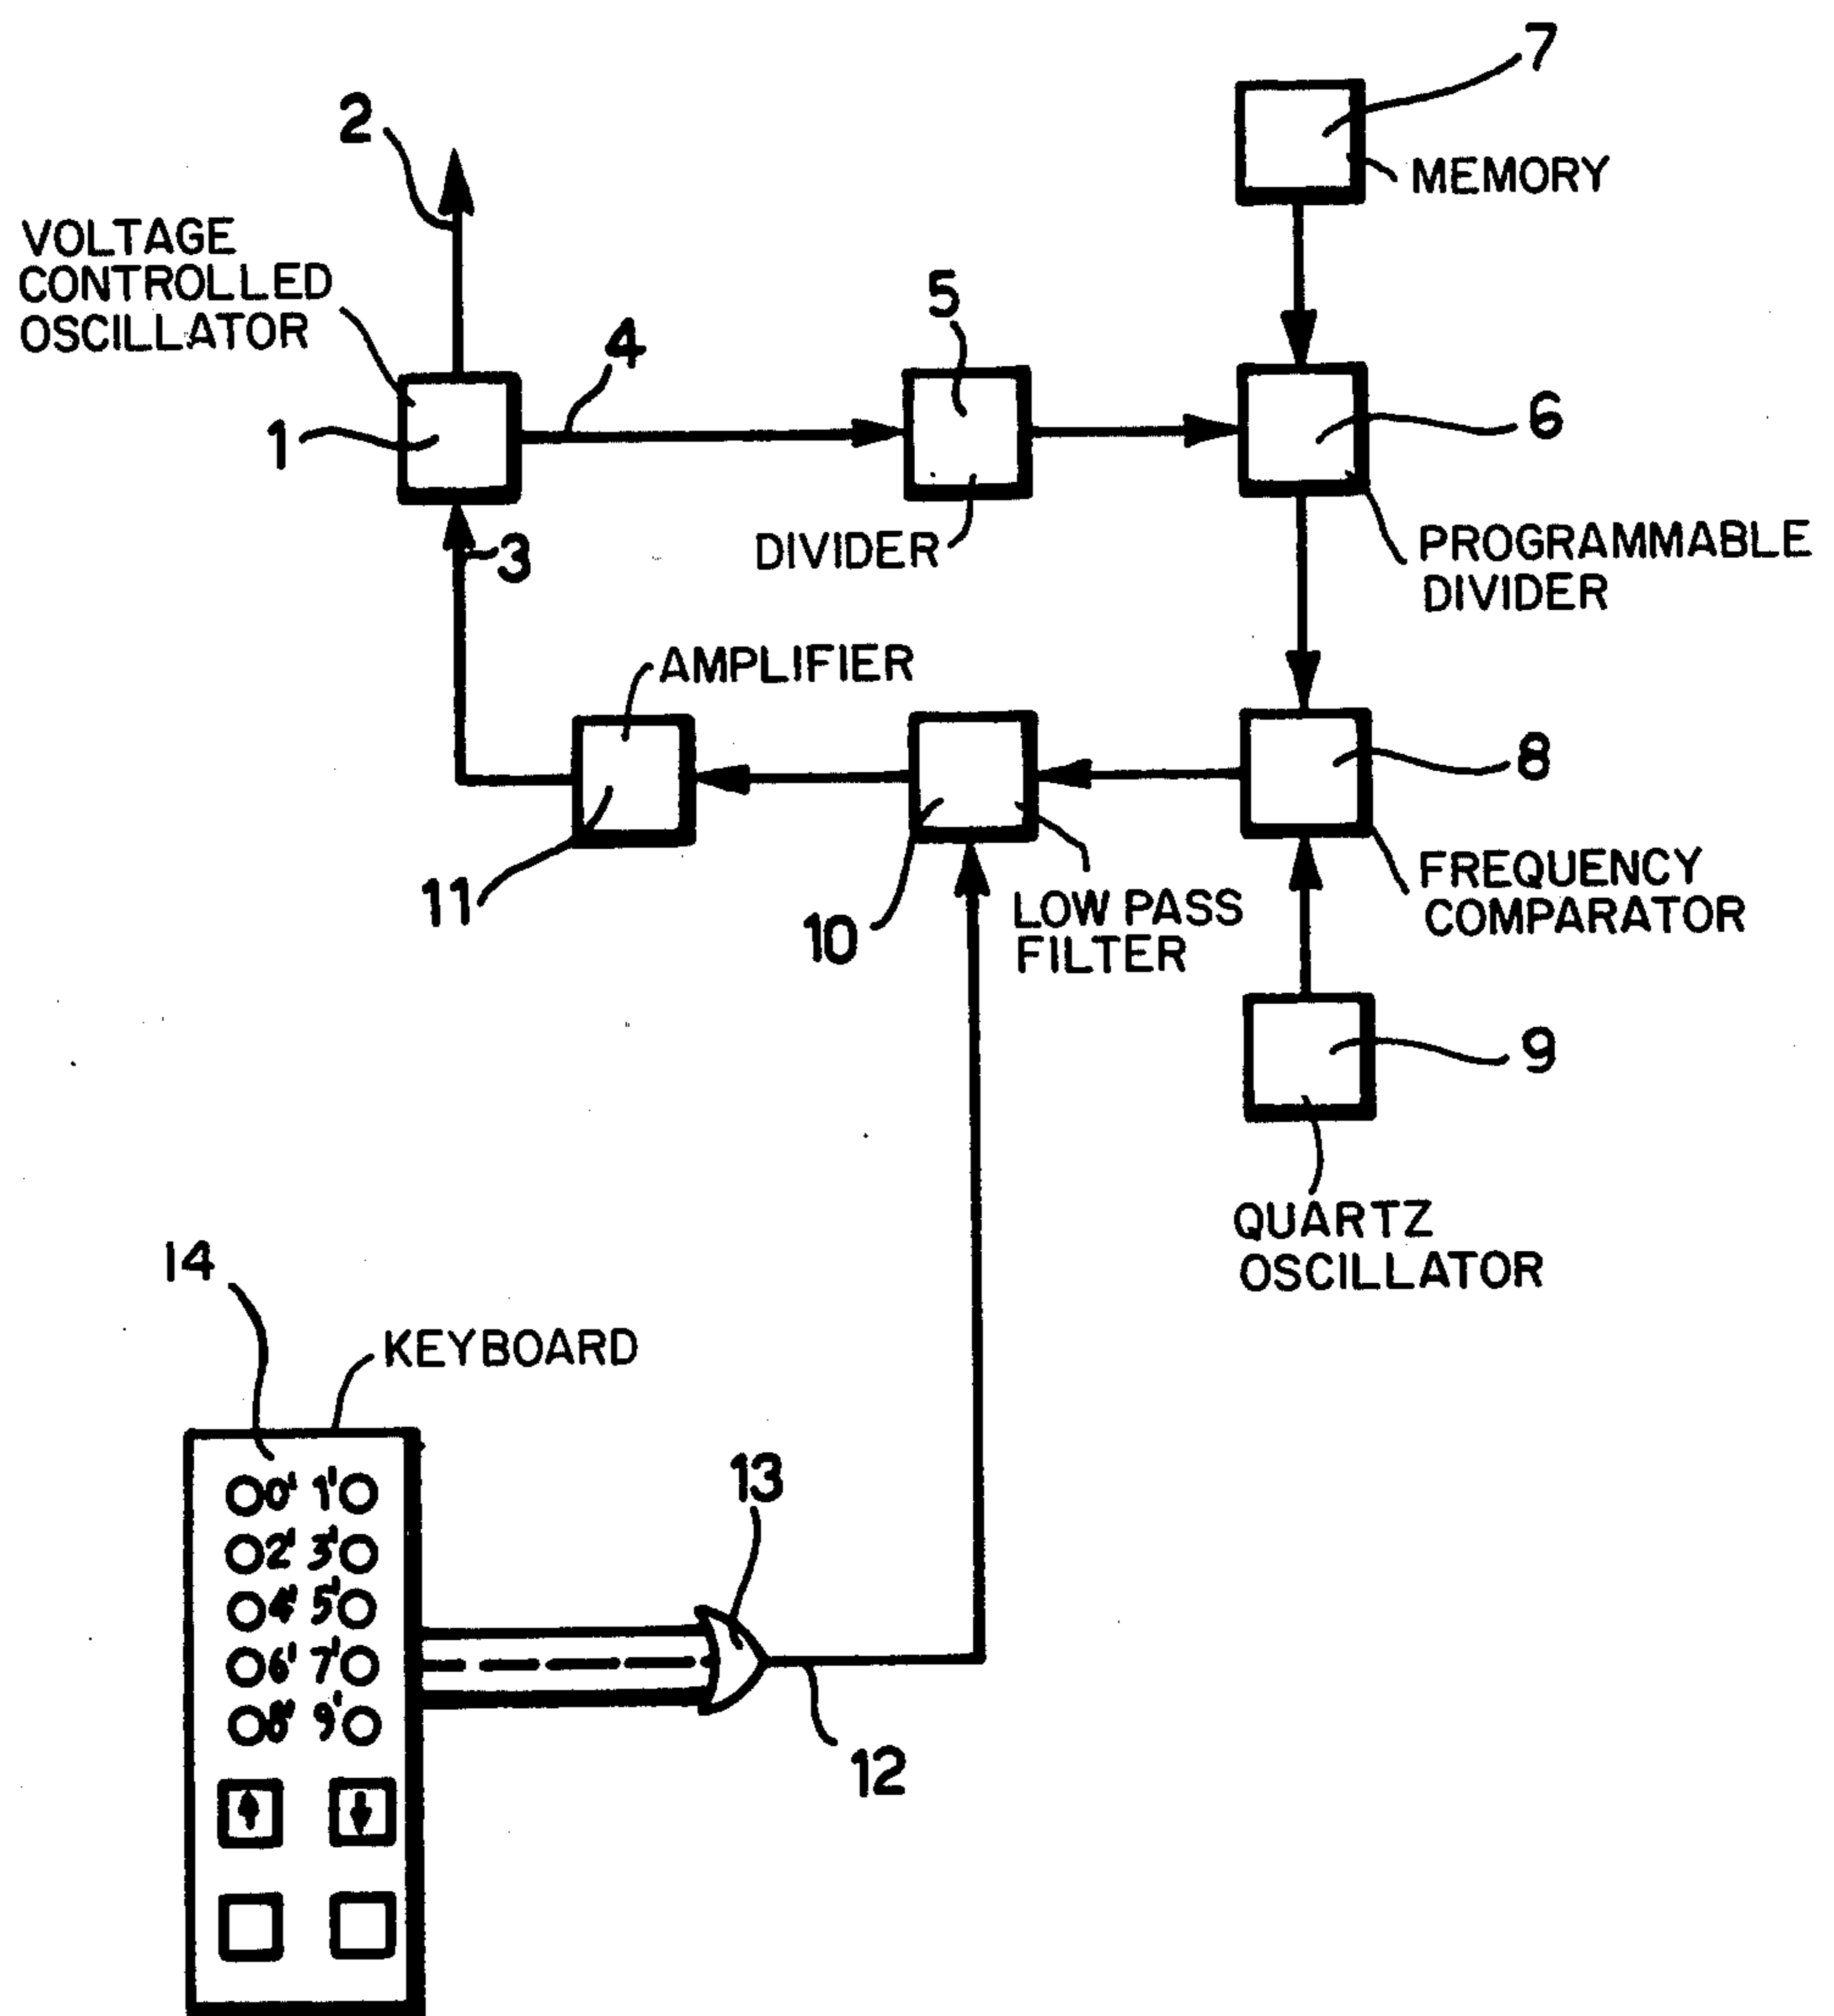 7
MEMORY
2
VOLTAGE
CONTROLLED
OSCILLATOR
1
4
5
6
DIVIDER
PROGRAMMABLE
DIVIDER
3
AMPLIFIER
8
11
10
LOW PASS
FILTER
FREQUENCY
COMPARATOR
9
QUARTZ
OSCILLATOR
14
KEYBOARD
0' 1'
2' 3'
4' 5'
6' 7'
8' 9'
13
12